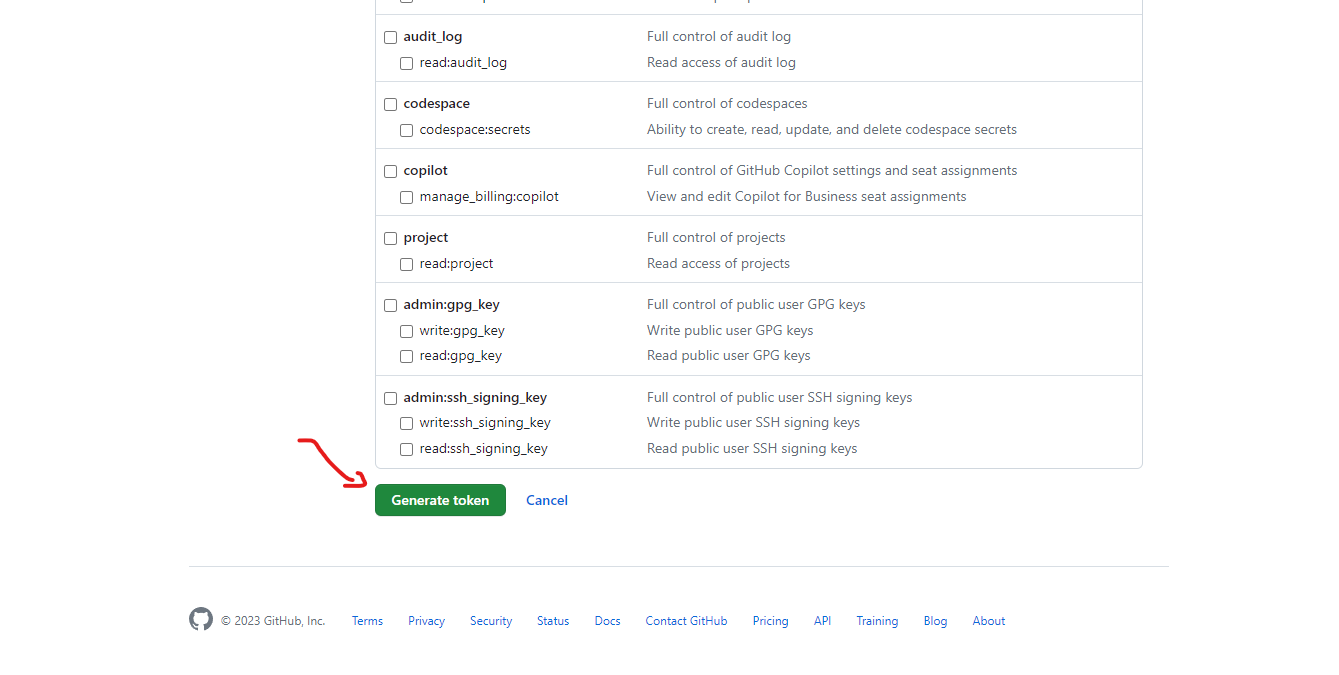 audit_log Full control of audit log
read:audit_log Read access of audit log
codespace Full control of codespaces
codespace:secrets Ability to create, read, update, and delete codespace secrets
copilot Full control of GitHub Copilot settings and seat assignments
manage_billing:copilot View and edit Copilot for Business seat assignments
project Full control of projects
read:project Read access of projects
admin:gpg_key Full control of public user GPG keys
write:gpg_key Write public user GPG keys
read:gpg_key Read public user GPG keys
admin:ssh_signing_key Full control of public user SSH signing keys
write:ssh_signing_key Write public user SSH signing keys
read:ssh_signing_key Read public user SSH signing keys
Generate token Cancel
© 2023 GitHub, Inc. Terms Privacy Security Status Docs Contact GitHub Pricing API Training Blog About